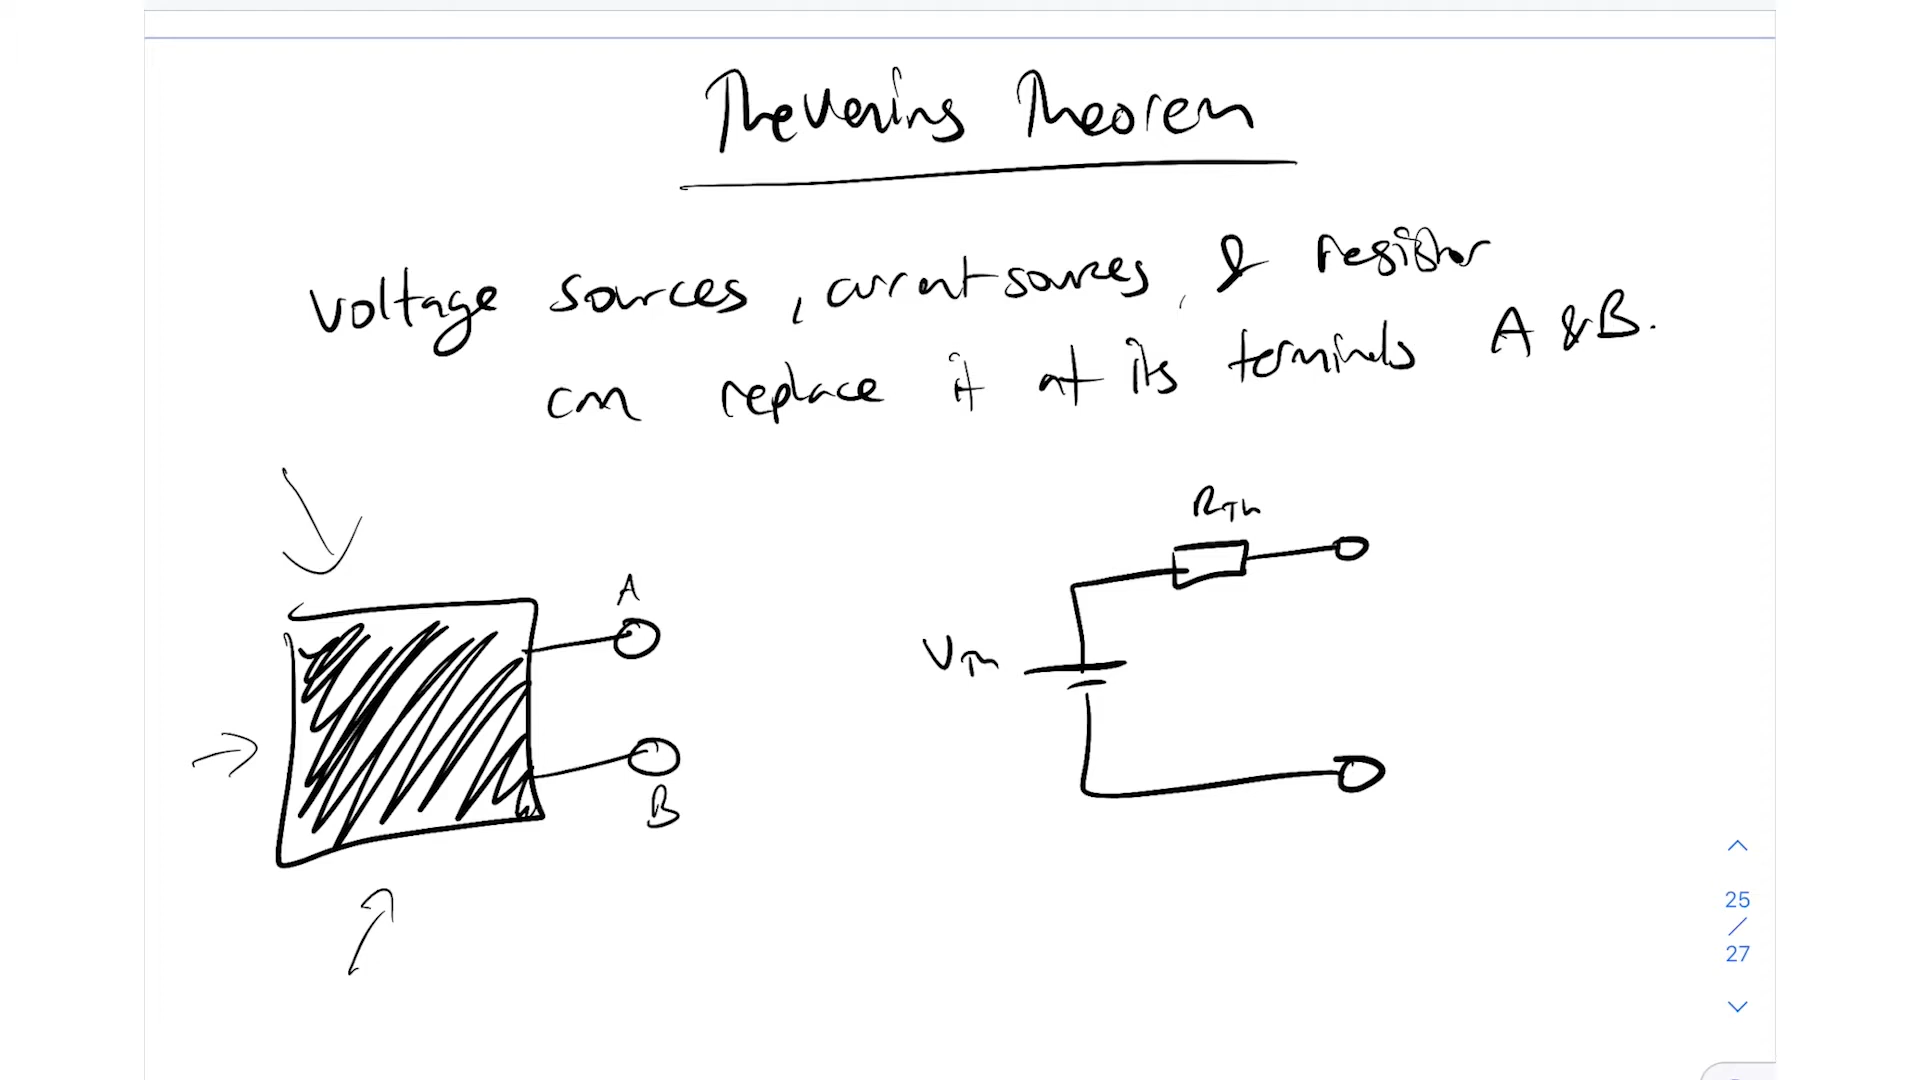 Thevenins Theorem
Voltage sources, current sources, & resistor
can replace it at its terminals A & B.
RTh
A
VTh
B
25
/
27